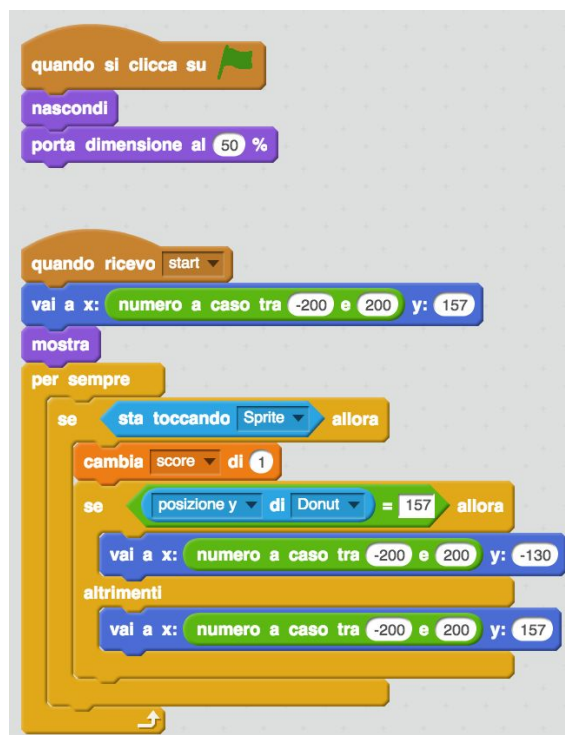 quando si clicca su
nascondi
porta dimensione al 50 %
quando ricevo start
vai a x: numero a caso tra -200 e 200 y: 157
mostra
per sempre
se sta toccando Sprite allora
cambia score di 1
se posizione y di Donut = 157 allora
vai a x: numero a caso tra -200 e 200 y: -130
altrimenti
vai a x: numero a caso tra -200 e 200 y: 157